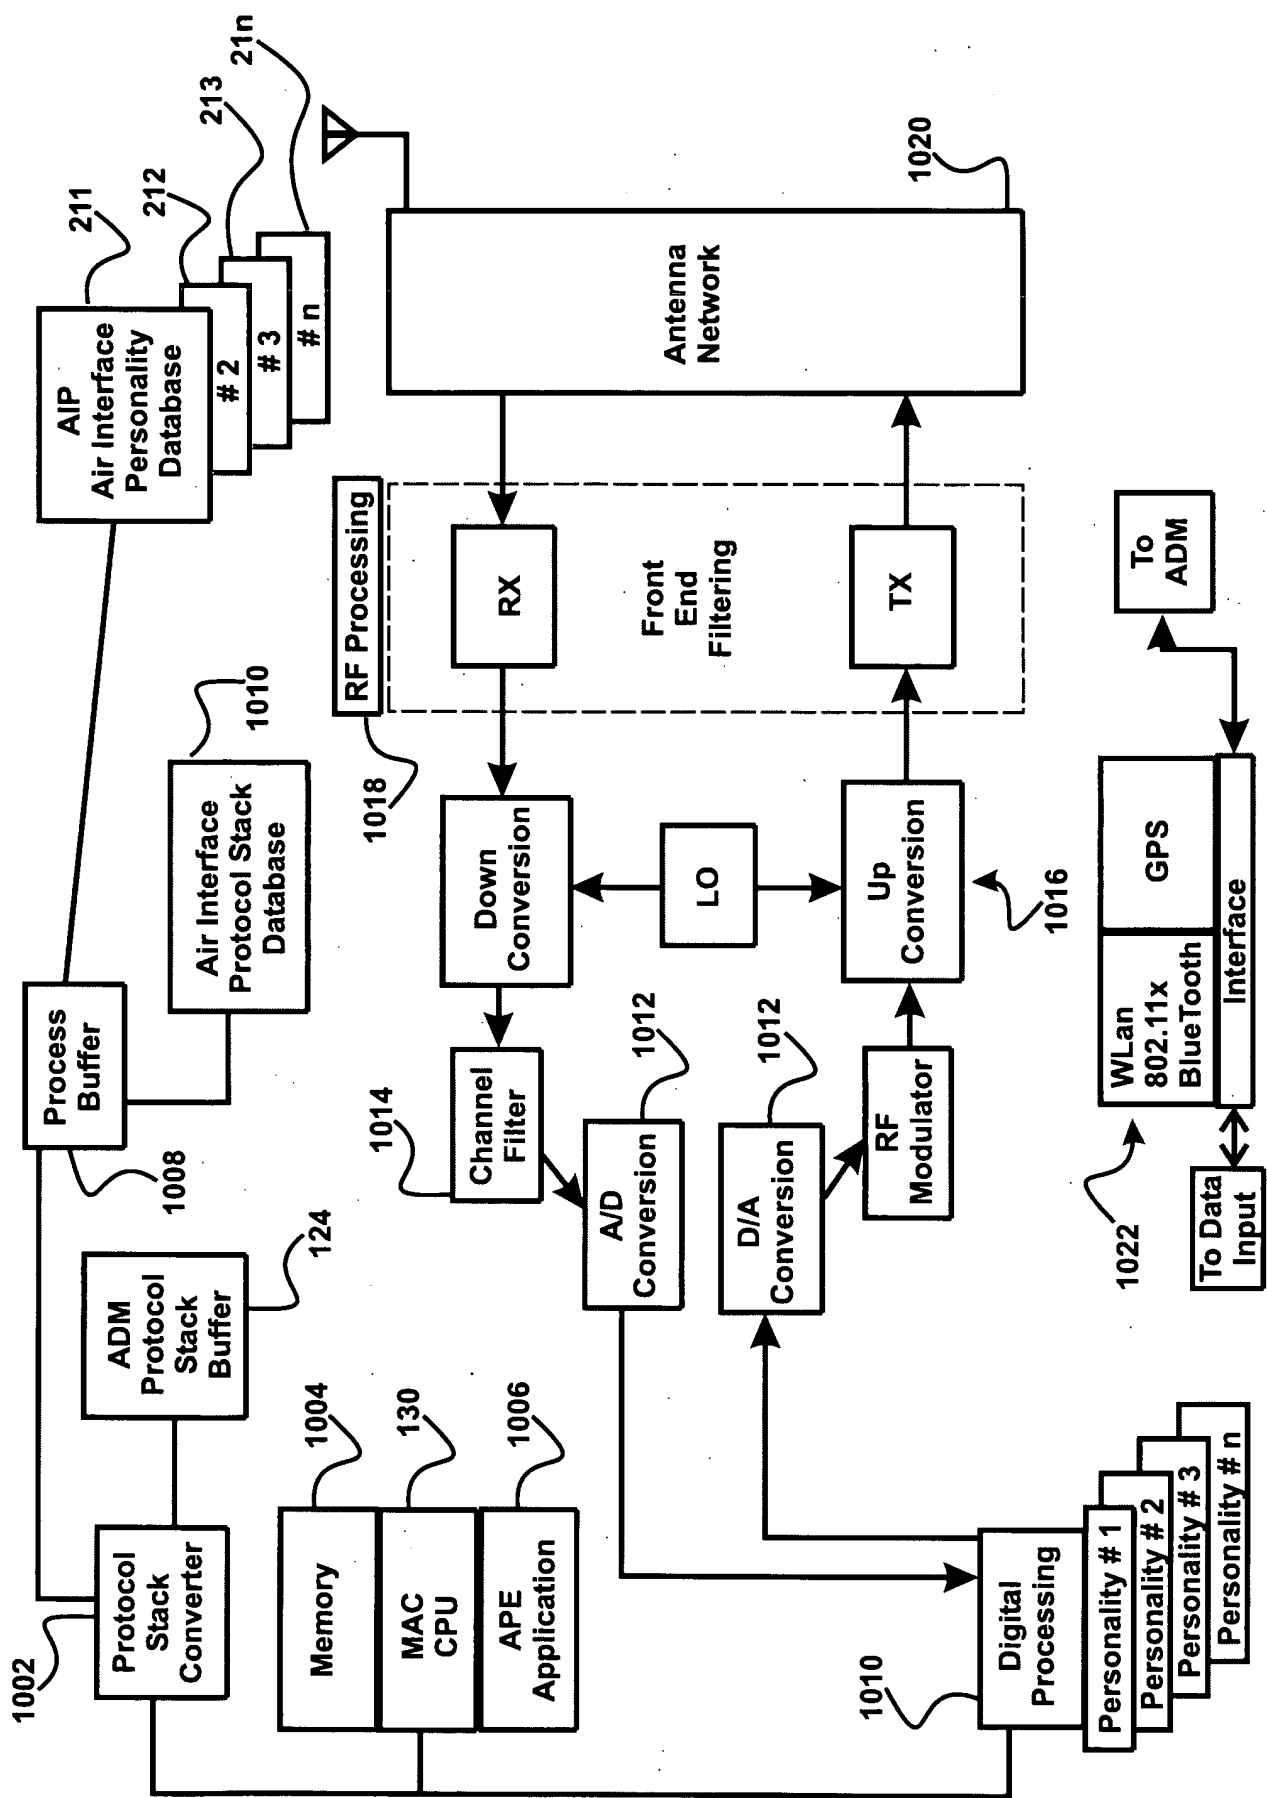 1002
Protocol
Stack
Converter
ADM
Protocol
Stack
Buffer
124
1008
Process
Buffer
Air Interface
Protocol Stack
Database
1010
AIP
Air Interface
Personality
Database
# 2
# 3
# n
211
212
213
21n
Memory
MAC
CPU
APE
Application
1004
130
1006
1014
Channel
Filter
Down
Conversion
1018
RF Processing
RX
Front
End
Filtering
TX
Antenna
Network
1020
A/D
Conversion
1012
LO
D/A
Conversion
1012
RF
Modulator
Up
Conversion
1016
1010
Digital
Processing
Personality # 1
Personality # 2
Personality # 3
Personality # n
1022
WLan
802.11x
BlueTooth
GPS
Interface
To Data
Input
To
ADM